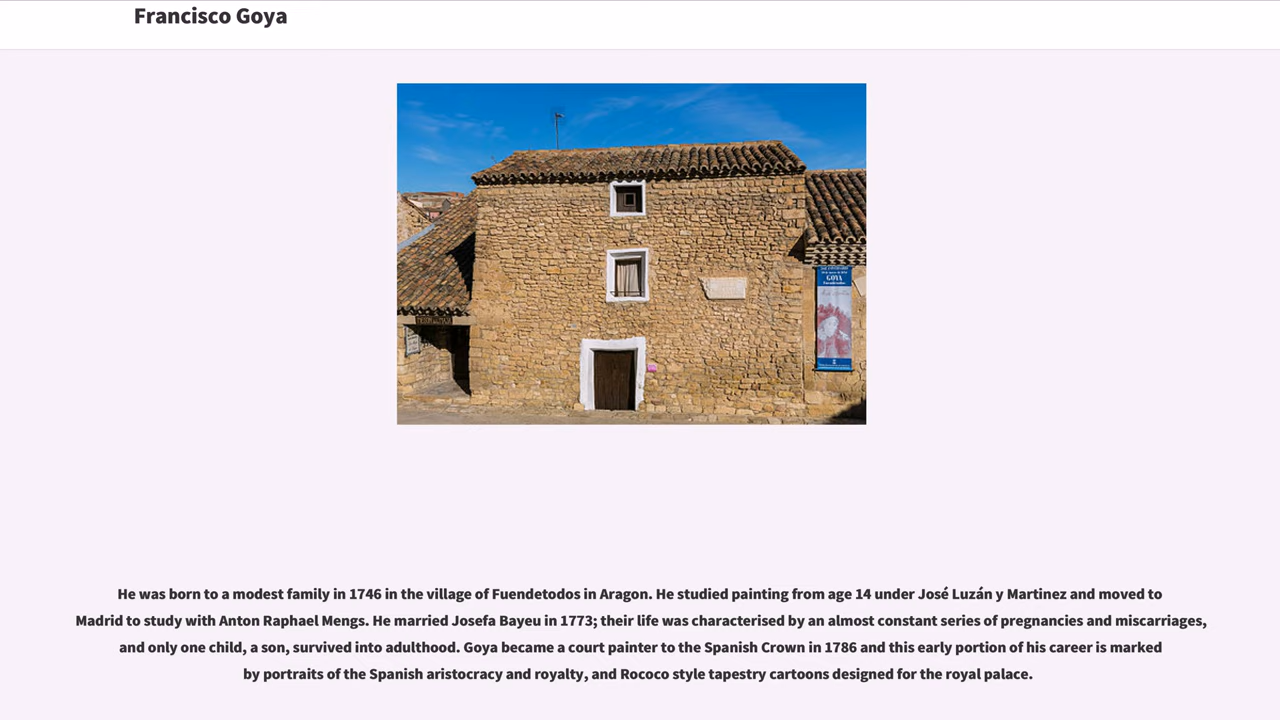 Francisco Goya
GOYA
He was born to a modest family in 1746 in the village of Fuendetodos in Aragon. He studied painting from age 14 under José Luzán y Martinez and moved to
Madrid to study with Anton Raphael Mengs. He married Josefa Bayeu in 1773; their life was characterised by an almost constant series of pregnancies and miscarriages,
and only one child, a son, survived into adulthood. Goya became a court painter to the Spanish Crown in 1786 and this early portion of his career is marked
by portraits of the Spanish aristocracy and royalty, and Rococo style tapestry cartoons designed for the royal palace.